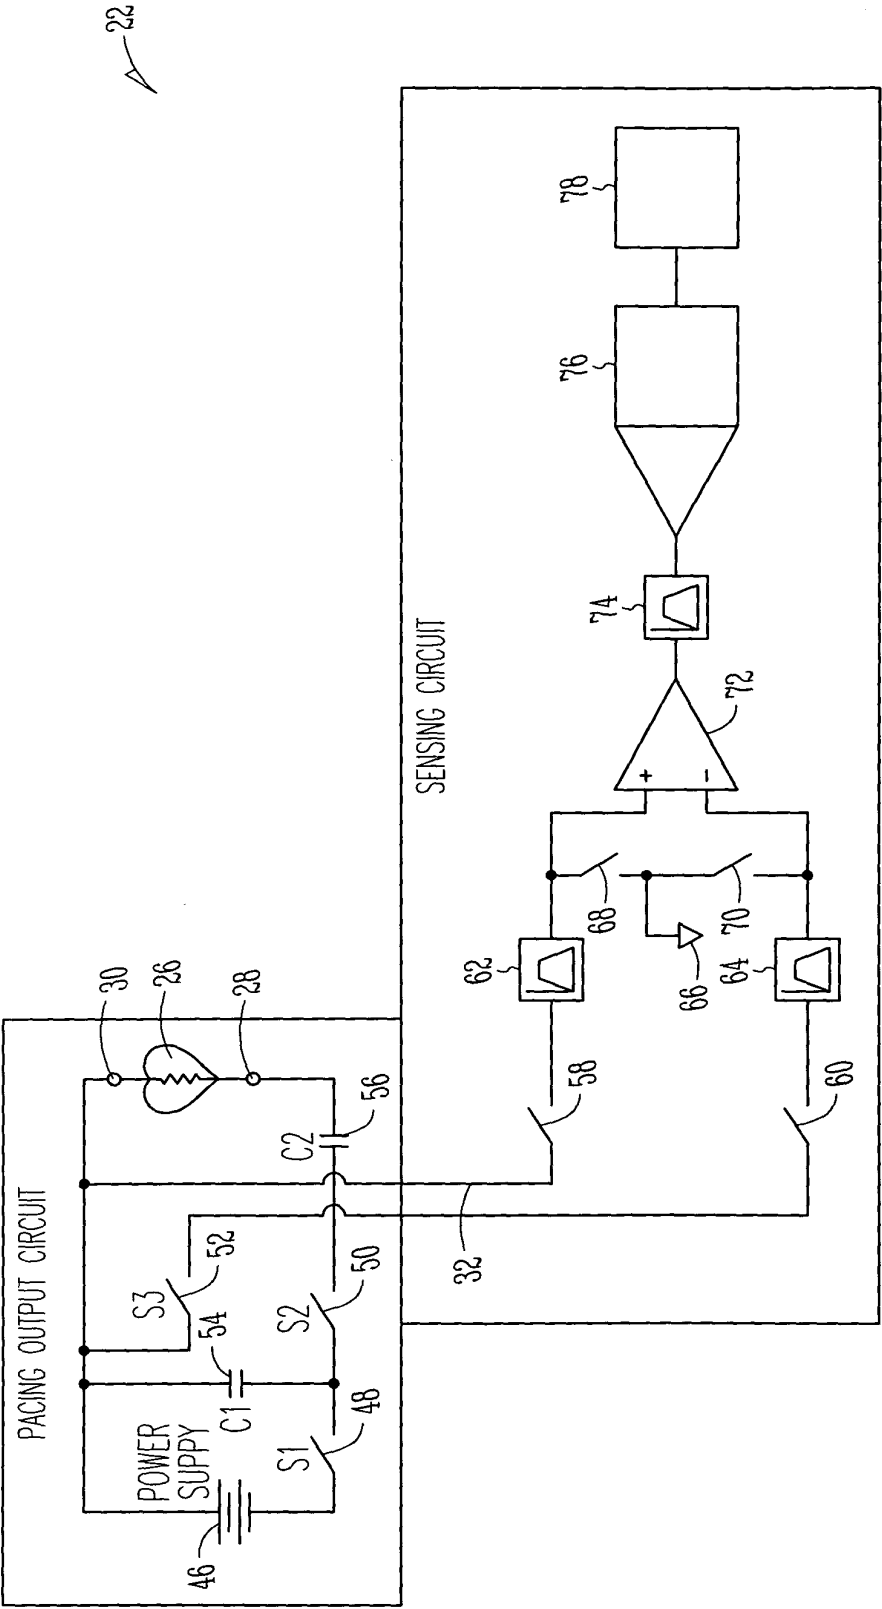 22
PACING OUTPUT CIRCUIT
30
26
28
C2
56
S3
52
54
C1
POWER
SUPPY
46
S1
48
S2
50
32
SENSING CIRCUIT
58
60
62
64
68
66
70
+
−
72
74
76
78